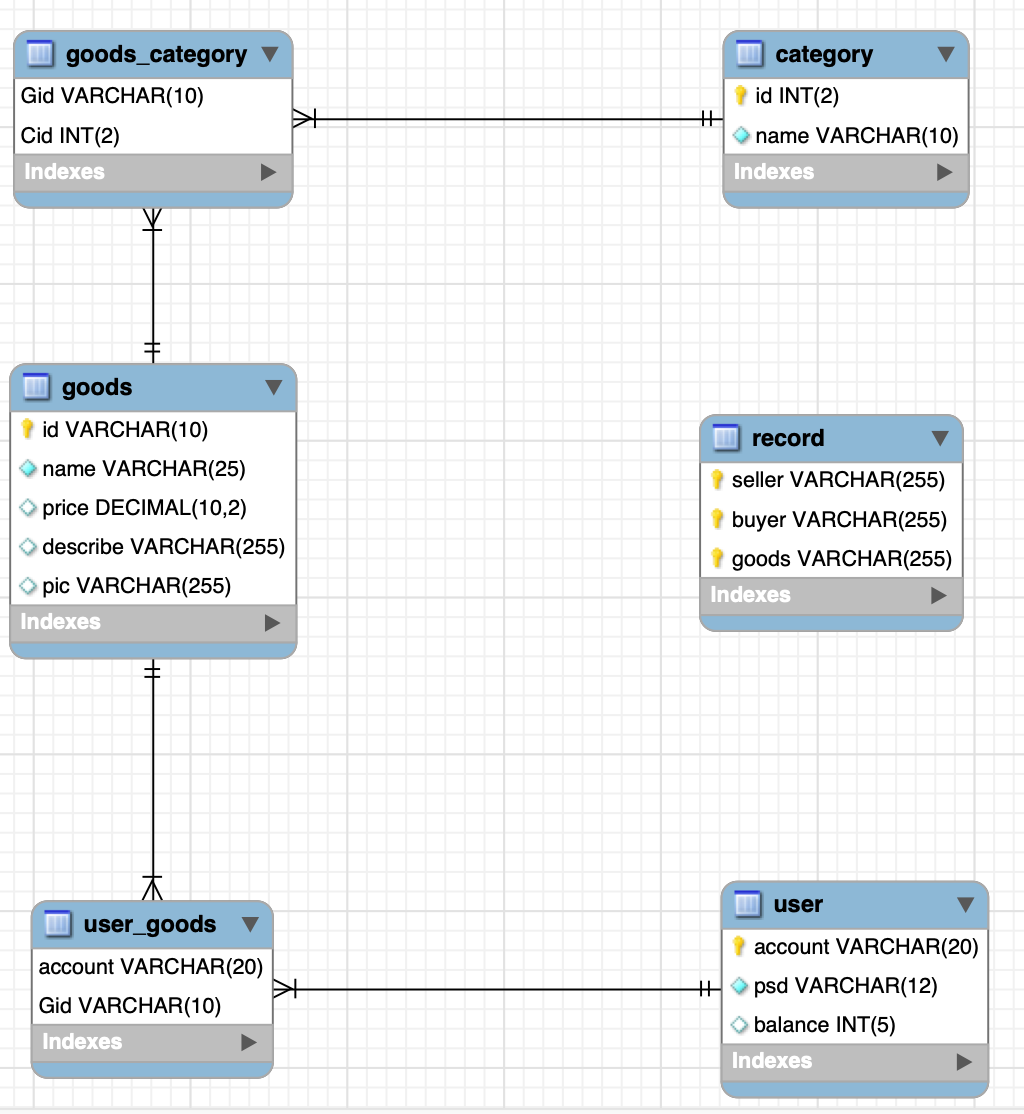 goods_category
Gid VARCHAR(10)
Cid INT(2)
Indexes
category
id INT(2)
name VARCHAR(10)
Indexes
goods
id VARCHAR(10)
name VARCHAR(25)
price DECIMAL(10,2)
describe VARCHAR(255)
pic VARCHAR(255)
Indexes
record
seller VARCHAR(255)
buyer VARCHAR(255)
goods VARCHAR(255)
Indexes
user_goods
account VARCHAR(20)
Gid VARCHAR(10)
Indexes
user
account VARCHAR(20)
psd VARCHAR(12)
balance INT(5)
Indexes